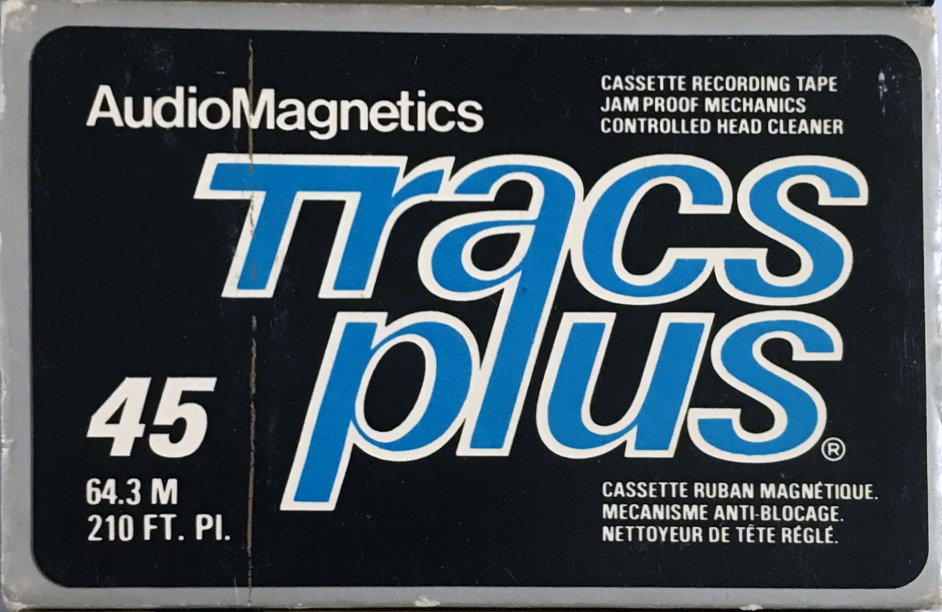 AudioMagnetics
CASSETTE RECORDING TAPE
JAM PROOF MECHANICS
CONTROLLED HEAD CLEANER
Tracs
plus®
45
64.3 M
210 FT. PI.
CASSETTE RUBAN MAGNÉTIQUE.
MECANISME ANTI-BLOCAGE.
NETTOYEUR DE TÊTE RÉGLÉ.